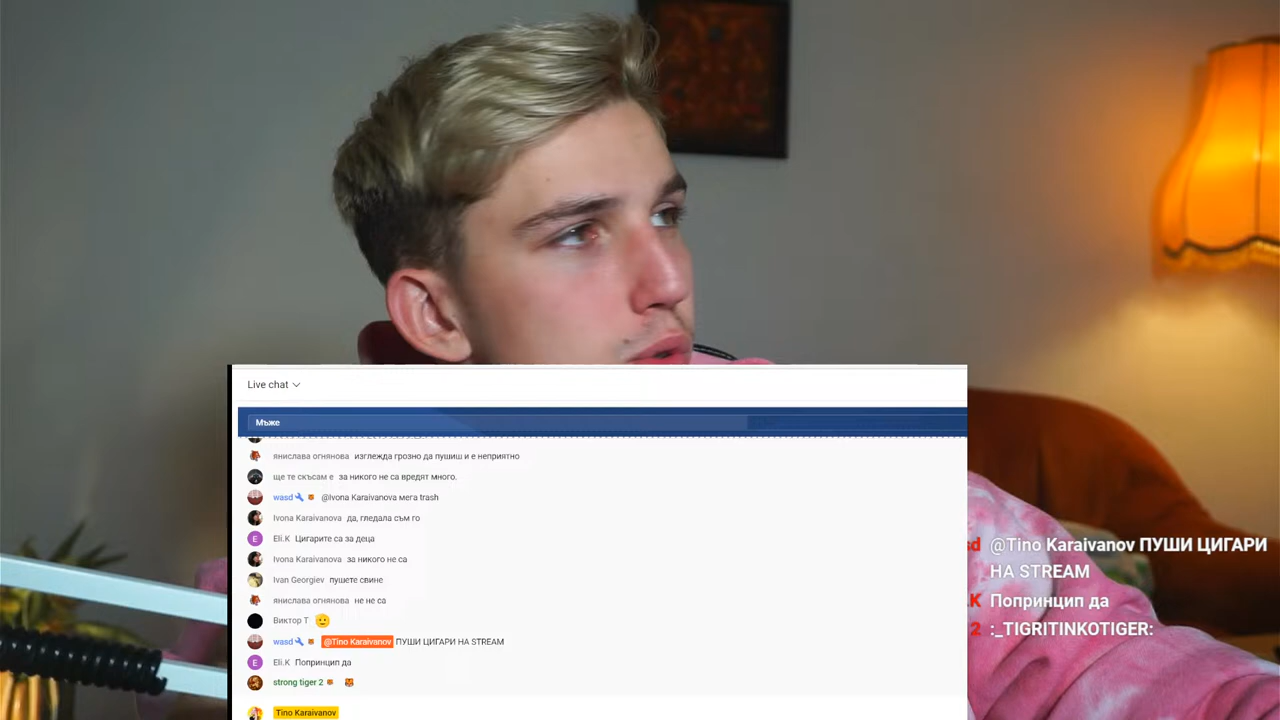 Live chat
Мъже
янислава огнянова изглежда грозно да пушиш и е неприятно
ще те скъсам е за никого не са вредят много.
wasd @Ivona Karaivanova мега trash
Ivona Karaivanova да, гледала съм го
E Eli.K Цигарите са за деца
Ivona Karaivanova за никого не са
Ivan Georgiev пушете свине
янислава огнянова не не са
Виктор Т
wasd @Tino Karaivanov ПУШИ ЦИГАРИ НА STREAM
E Eli.K Попринцип да
strong tiger 2
Tino Karaivanov
sd @Tino Karaivanov ПУШИ ЦИГАРИ
НА STREAM
.K Попринцип да
2 :_TIGRITINKOTIGER: